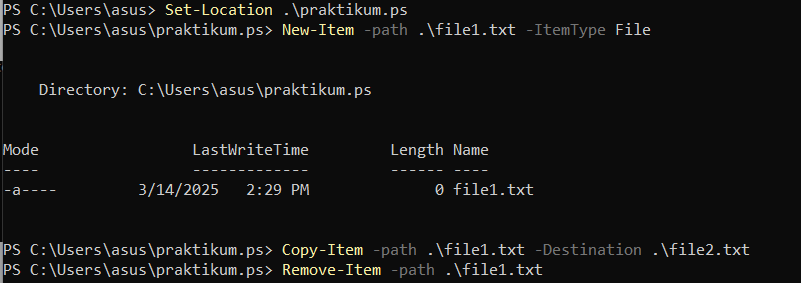 PS C:\Users\asus> Set-Location .\praktikum.ps
PS C:\Users\asus\praktikum.ps> New-Item -path .\file1.txt -ItemType File
Directory: C:\Users\asus\praktikum.ps
Mode                 LastWriteTime         Length Name
----                 -------------         ------ ----
-a----         3/14/2025   2:29 PM              0 file1.txt
PS C:\Users\asus\praktikum.ps> Copy-Item -path .\file1.txt -Destination .\file2.txt
PS C:\Users\asus\praktikum.ps> Remove-Item -path .\file1.txt